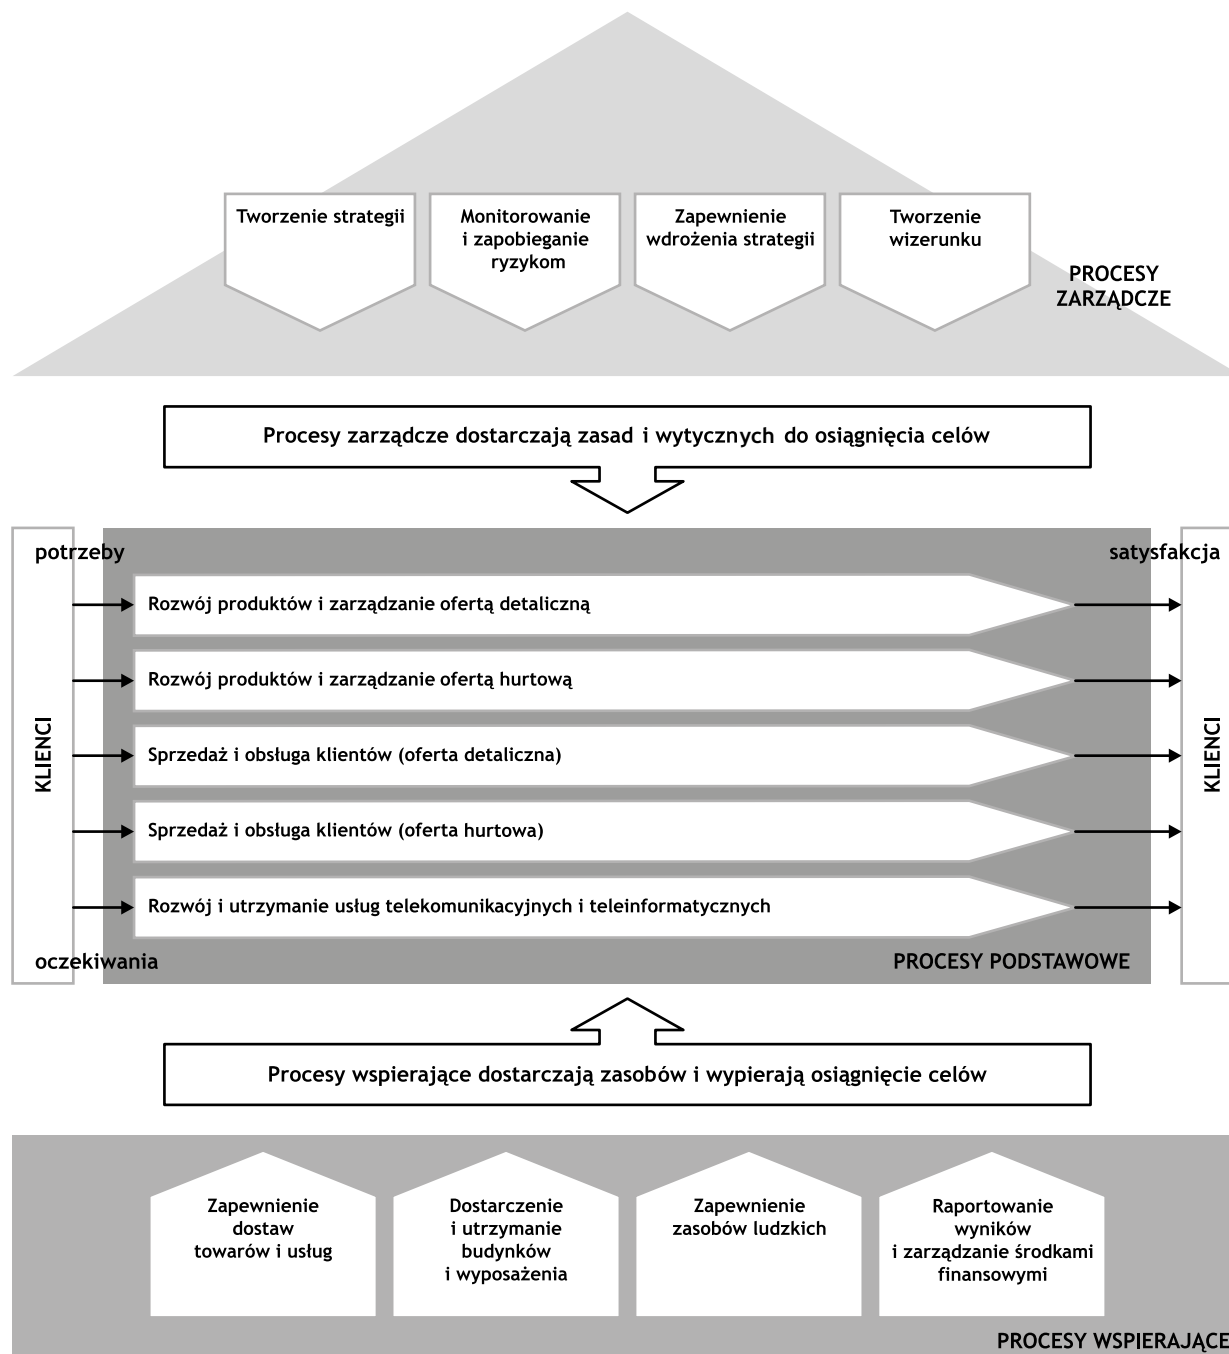 Tworzenie strategii
Monitorowanie
i zapobieganie
ryzykom
Zapewnienie
wdrożenia strategii
Tworzenie
wizerunku
PROCESY
ZARZĄDCZE
Procesy zarządcze dostarczają zasad i wytycznych do osiągnięcia celów
potrzeby
satysfakcja
Rozwój produktów i zarządzanie ofertą detaliczną
Rozwój produktów i zarządzanie ofertą hurtową
KLIENCI
Sprzedaż i obsługa klientów (oferta detaliczna)
KLIENCI
Sprzedaż i obsługa klientów (oferta hurtowa)
Rozwój i utrzymanie usług telekomunikacyjnych i teleinformatycznych
oczekiwania
PROCESY PODSTAWOWE
Procesy wspierające dostarczają zasobów i wypierają osiągnięcie celów
Zapewnienie
dostaw
towarów i usług
Dostarczenie
i utrzymanie
budynków
i wyposażenia
Zapewnienie
zasobów ludzkich
Raportowanie
wyników
i zarządzanie środkami
finansowymi
PROCESY WSPIERAJĄCE